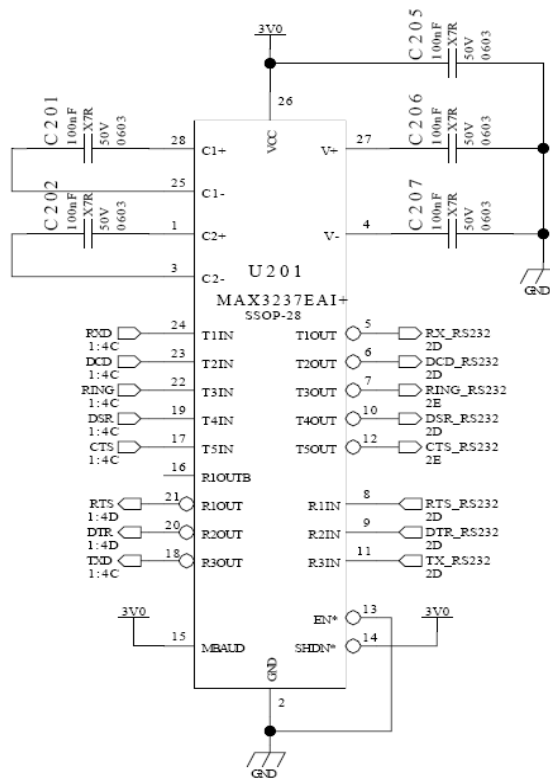 3V0
C205
100nF
X7R
50V
0603
26
VCC
C201
100nF
X7R
50V
0603
28
C1+
V+
27
C206
100nF
X7R
50V
0603
25
C1-
C202
100nF
X7R
50V
0603
1
C2+
V-
4
C207
100nF
X7R
50V
0603
3
C2-
GND
U201
MAX3237EAI+
SSOP-28
RXD 24 T1IN T1OUT 5 RX_RS232
1:4C 2D
DCD 23 T2IN T2OUT 6 DCD_RS232
1:4C 2D
RING 22 T3IN T3OUT 7 RING_RS232
1:4C 2E
DSR 19 T4IN T4OUT 10 DSR_RS232
1:4C 2D
CTS 17 T5IN T5OUT 12 CTS_RS232
1:4C 2E
16 R1OUTB
RTS 21 R1OUT R1IN 8 RTS_RS232
1:4D 2D
DTR 20 R2OUT R2IN 9 DTR_RS232
1:4D 2D
TXD 18 R3OUT R3IN 11 TX_RS232
1:4C 2D
3V0 EN* 13 3V0
15 MBAUD SHDN* 14
GND
2
GND